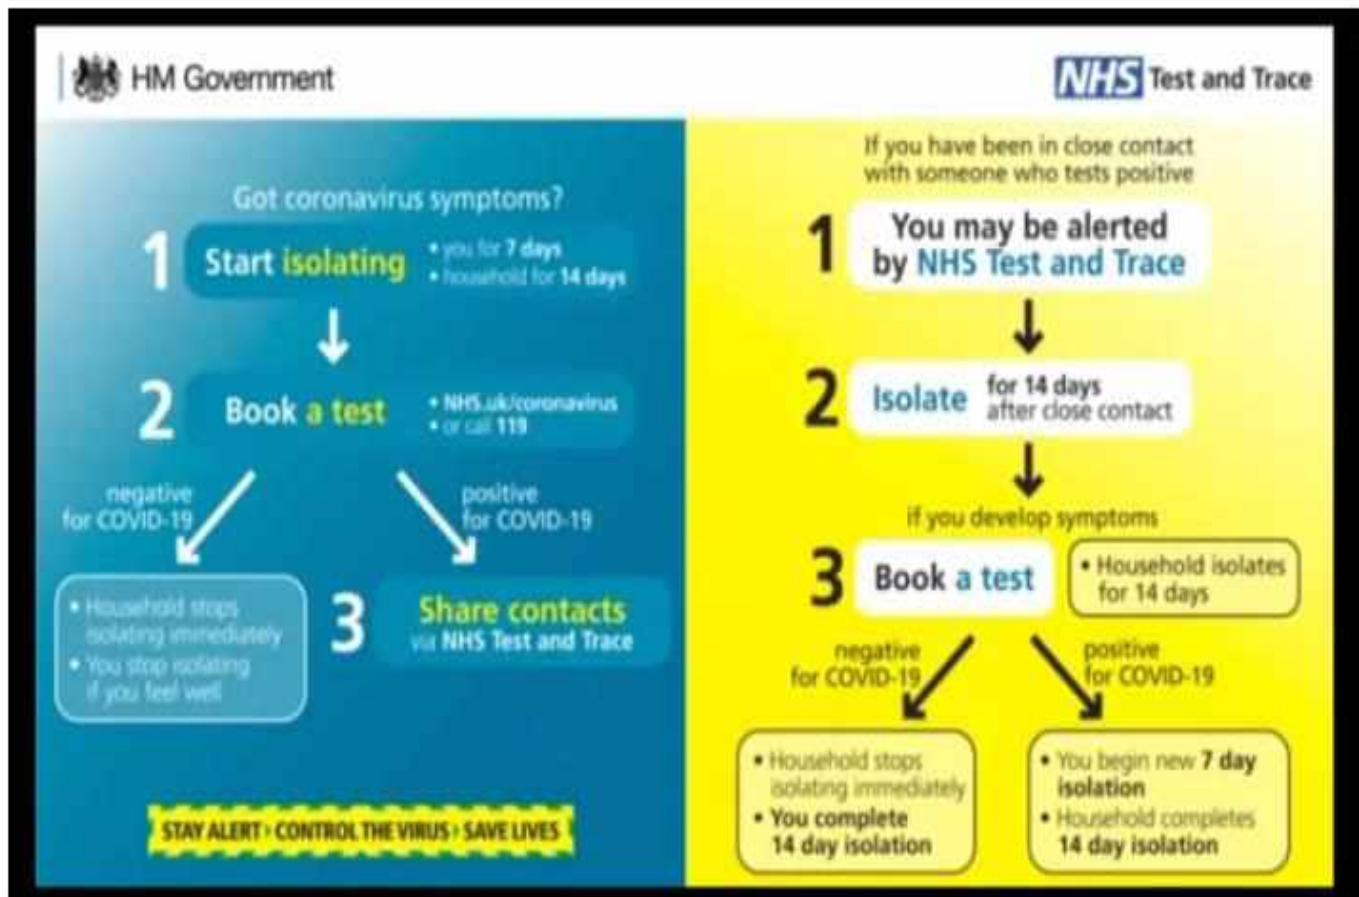 HM Government
NHS Test and Trace
Got coronavirus symptoms?
1 Start isolating
• you for 7 days
• household for 14 days
2 Book a test
• NHS.uk/coronavirus
• or call 119
negative
for COVID-19
positive
for COVID-19
• Household stops
isolating immediately
• You stop isolating
if you feel well
3 Share contacts
via NHS Test and Trace
STAY ALERT › CONTROL THE VIRUS › SAVE LIVES
If you have been in close contact
with someone who tests positive
1 You may be alerted
by NHS Test and Trace
2 Isolate
for 14 days
after close contact
if you develop symptoms
3 Book a test
• Household isolates
for 14 days
negative
for COVID-19
positive
for COVID-19
• Household stops
isolating immediately
• You complete
14 day isolation
• You begin new 7 day
isolation
• Household completes
14 day isolation